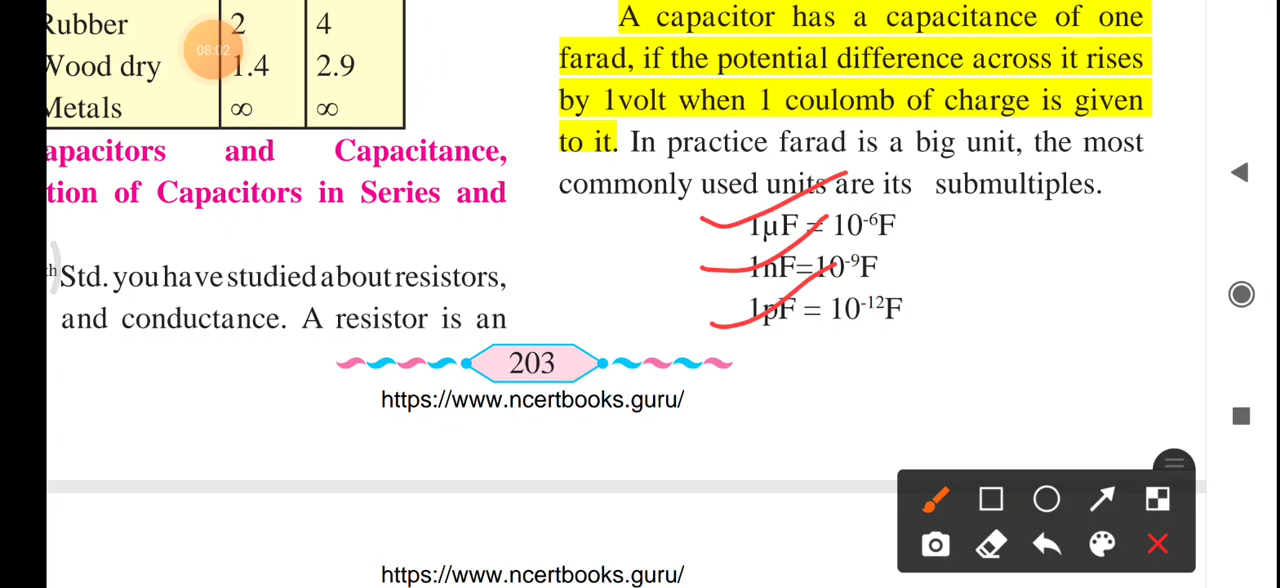 Rubber 2 4
08:02
Wood dry 1.4 2.9
Metals ∞ ∞
apacitors and Capacitance,
tion of Capacitors in Series and
th Std. you have studied about resistors,
and conductance. A resistor is an
A capacitor has a capacitance of one
farad, if the potential difference across it rises
by 1volt when 1 coulomb of charge is given
to it. In practice farad is a big unit, the most
commonly used units are its submultiples.
1μF = 10⁻⁶F
1nF=10⁻⁹F
1pF = 10⁻¹²F
203
https://www.ncertbooks.guru/
https://www.ncertbooks.guru/